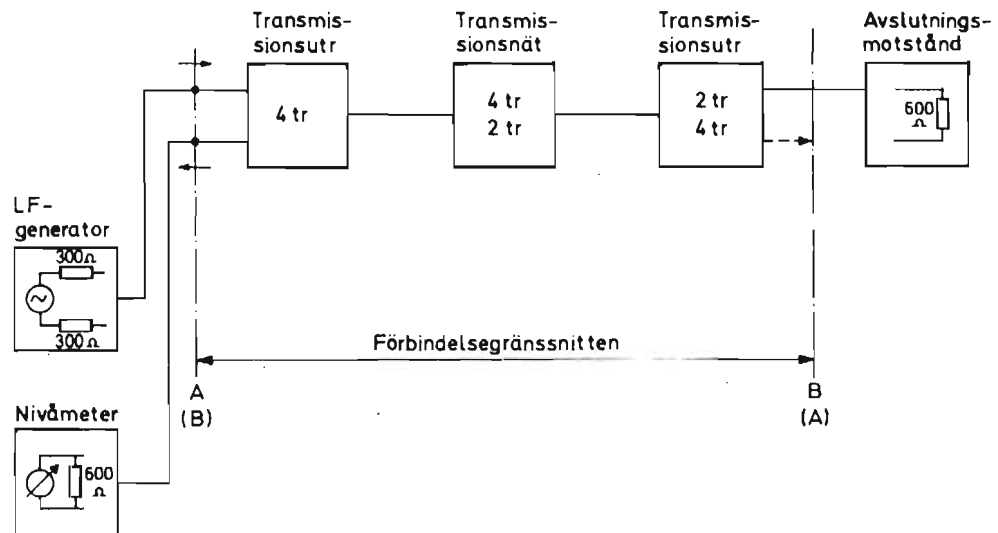 Transmis-
sionsutr
Transmis-
sionsnät
Transmis-
sionsutr
Avslutnings-
motstånd
4 tr
4 tr
2 tr
2 tr
4 tr
600
Ω
LF-
generator
300Ω
300Ω
Förbindelsegränssnitten
A
(B)
B
(A)
Nivåmeter
600
Ω